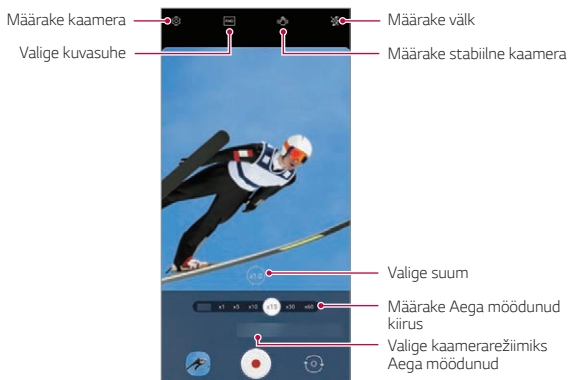 Määrake kaamera
Valige kuvasuhe
Määrake välk
Määrake stabiilne kaamera
x1.0
Valige suum
x1 x5 x10 x15 x30 x60
Määrake Aega möödunud
kiirus
Valige kaamerarežiimiks
Aega möödunud